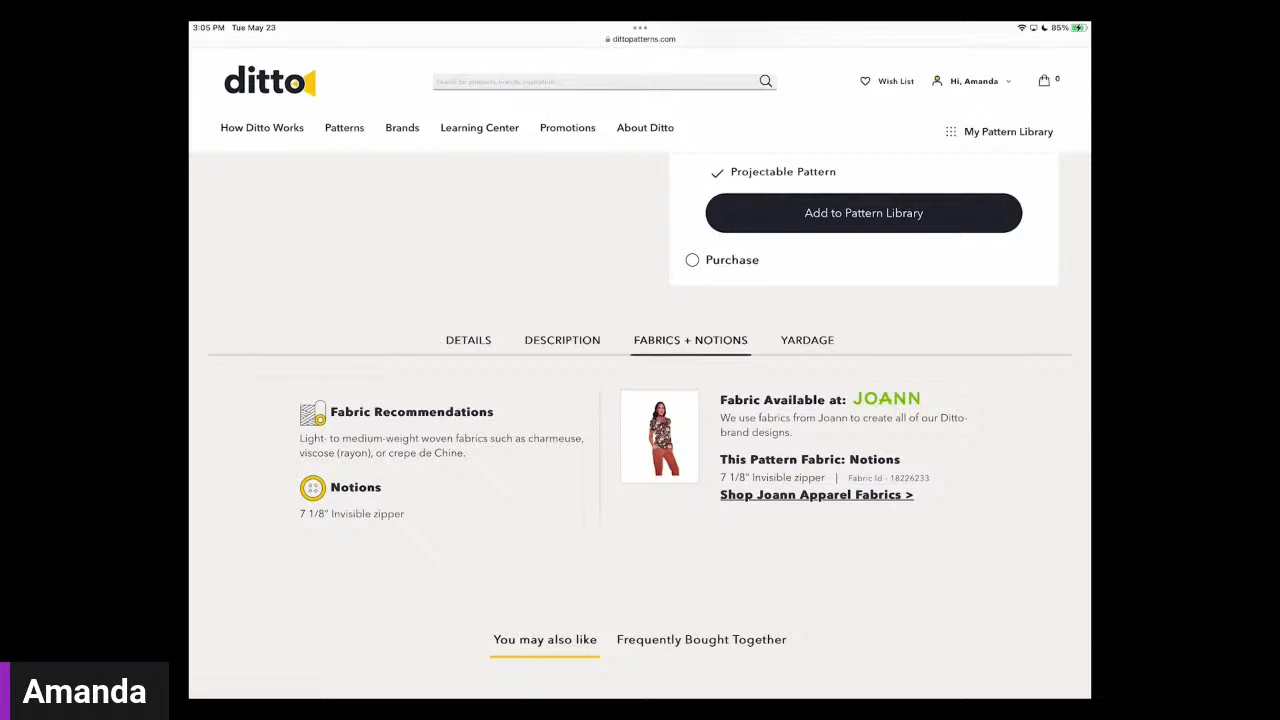 3:05 PM Tue May 23
85%
dittopatterns.com
ditto
Search for products, brands, inspiration...
Wish List
Hi, Amanda
0
How Ditto Works
Patterns
Brands
Learning Center
Promotions
About Ditto
My Pattern Library
Projectable Pattern
Add to Pattern Library
Purchase
DETAILS
DESCRIPTION
FABRICS + NOTIONS
YARDAGE
Fabric Recommendations
Light- to medium-weight woven fabrics such as charmeuse,
viscose (rayon), or crepe de Chine.
Notions
7 1/8" Invisible zipper
Fabric Available at: JOANN
We use fabrics from Joann to create all of our Ditto-
brand designs.
This Pattern Fabric: Notions
7 1/8" Invisible zipper | Fabric Id - 18226233
Shop Joann Apparel Fabrics >
You may also like
Frequently Bought Together
Amanda